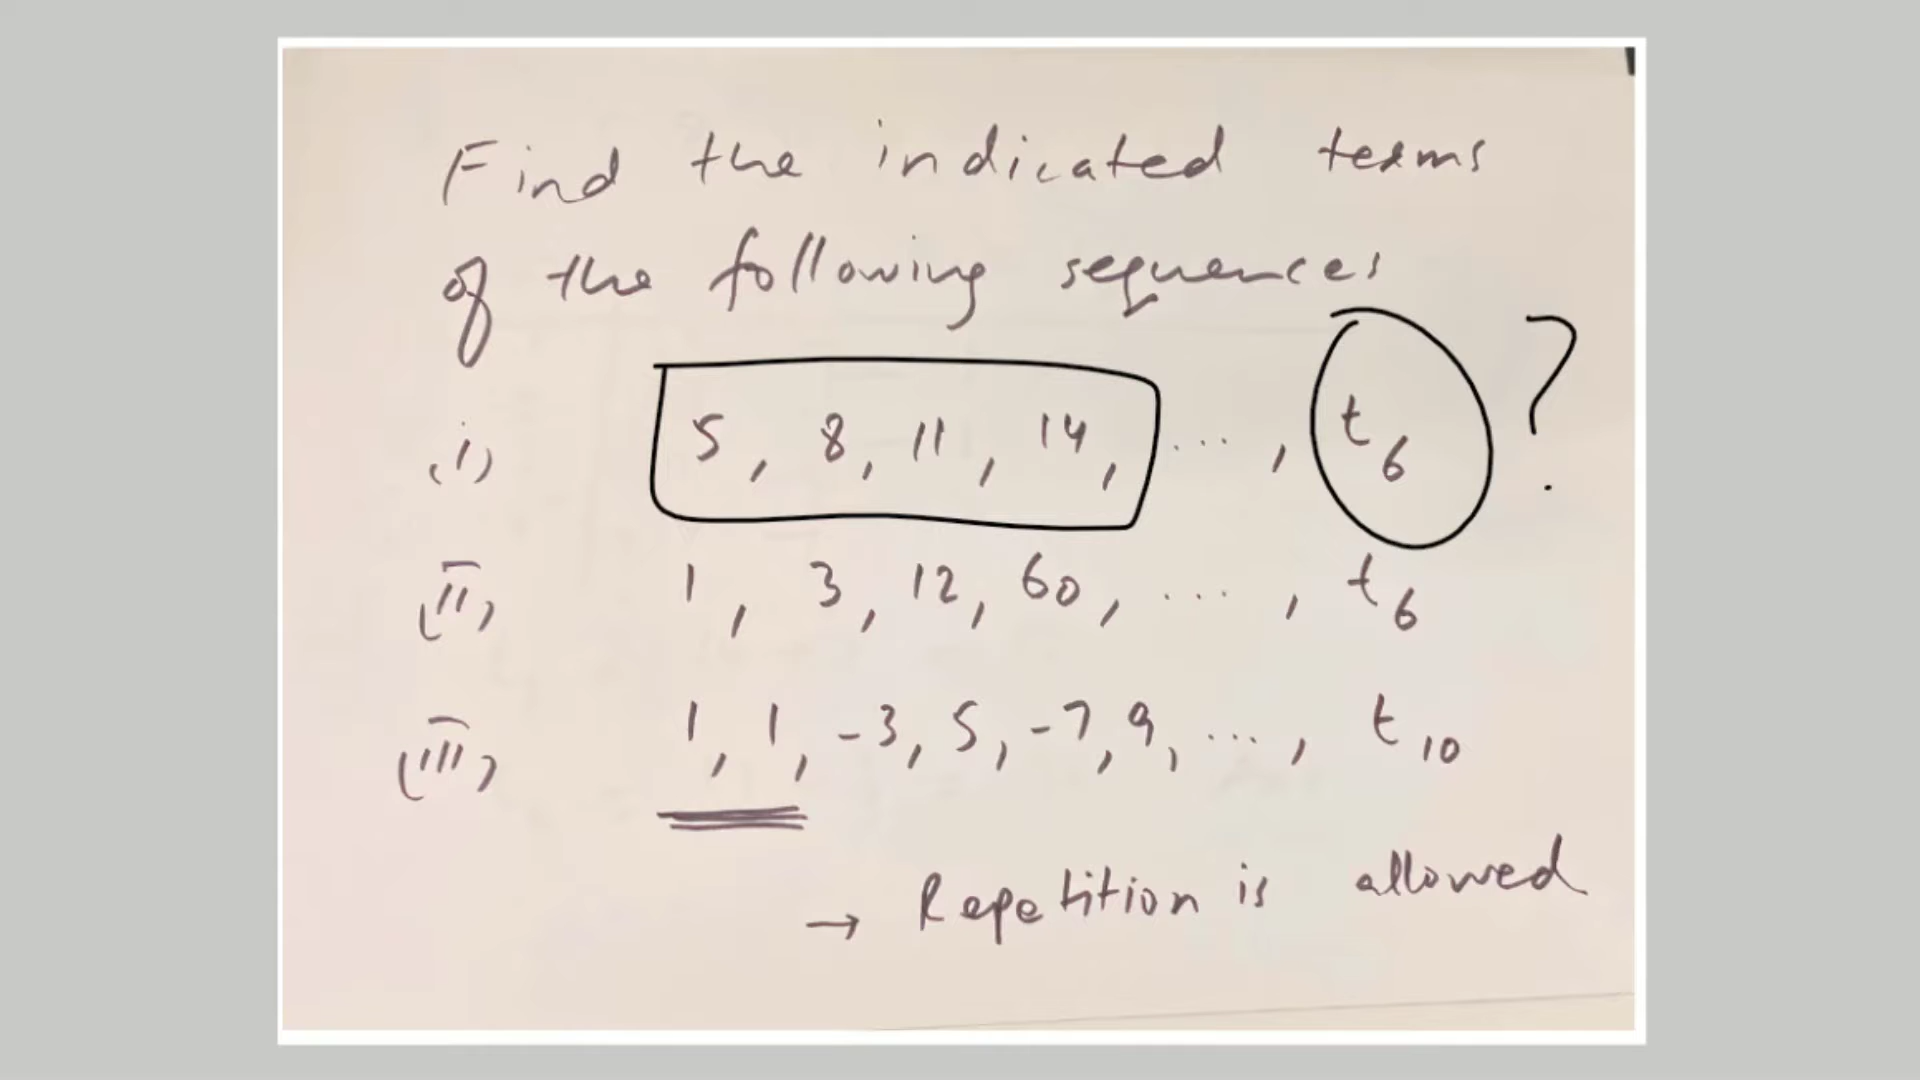 Find the indicated terms
of the following sequences
(i) 5, 8, 11, 14, ..., t6 ?
(ii) 1, 3, 12, 60, ..., t6
(iii) 1, 1, -3, 5, -7, 9, ..., t10
→ Repetition is allowed